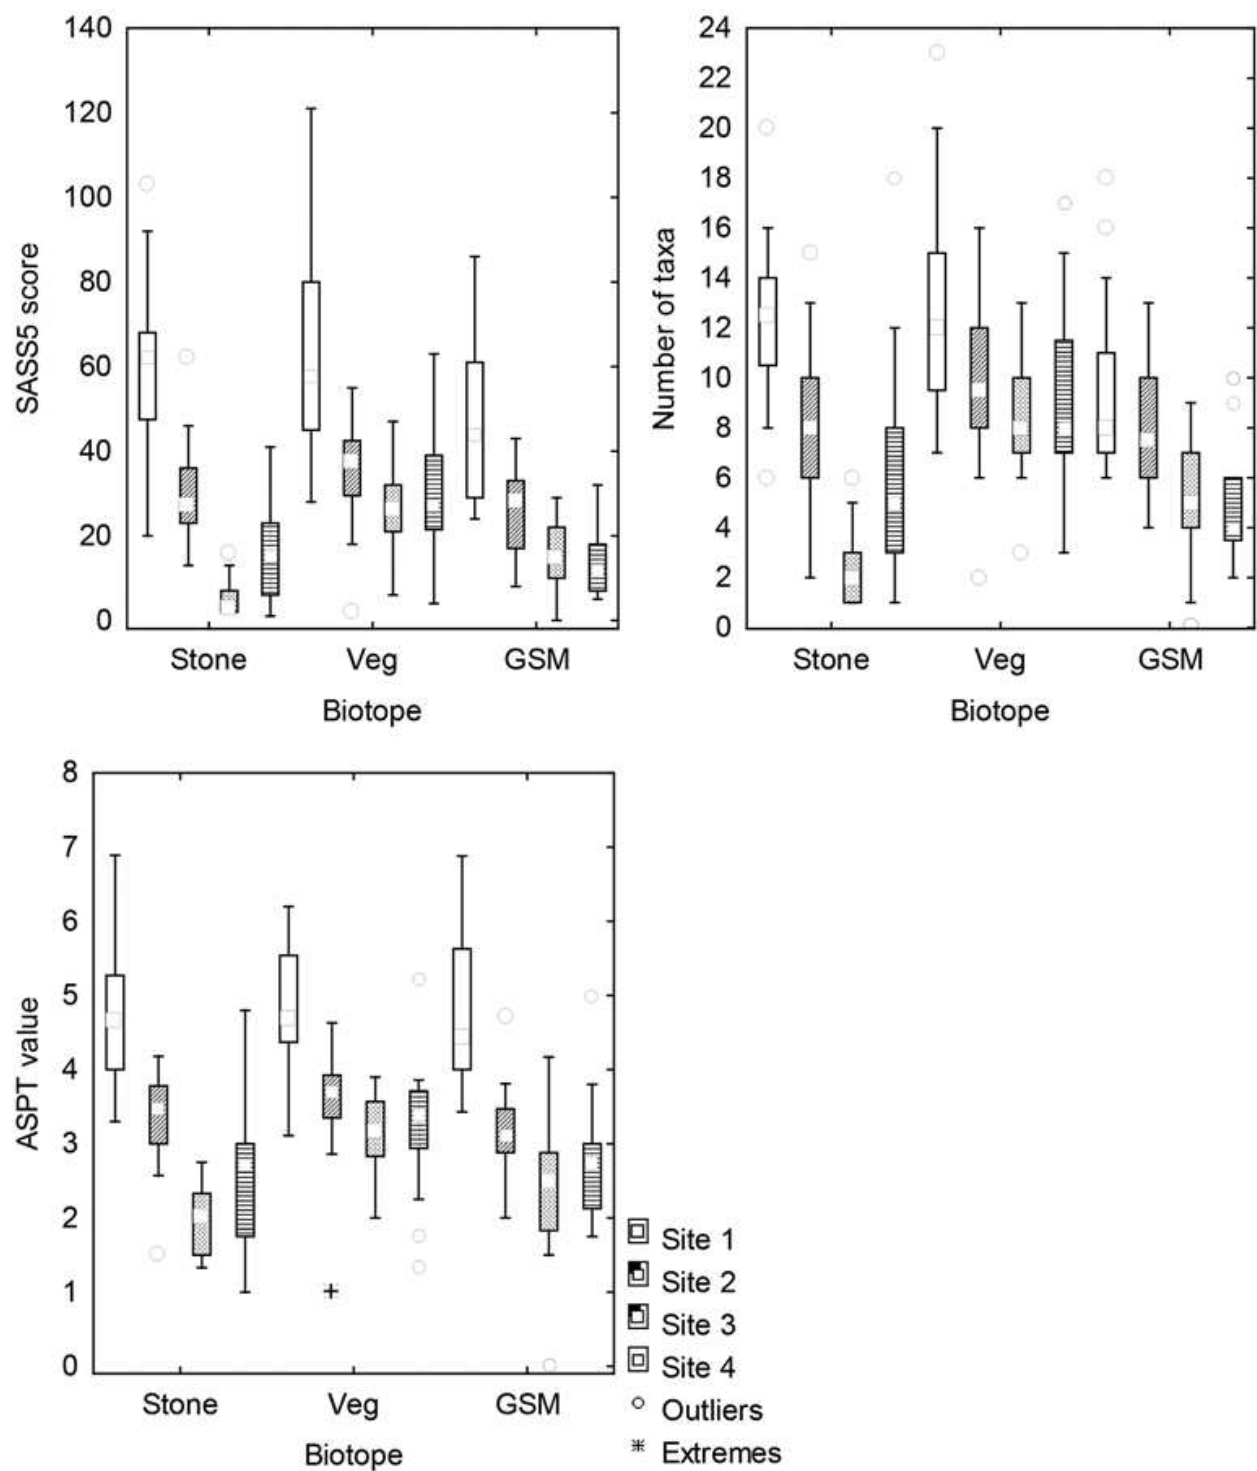 SASS5 score
140
120
100
80
60
40
20
0
Stone Veg GSM
Biotope
Number of taxa
24
22
20
18
16
14
12
10
8
6
4
2
0
Stone Veg GSM
Biotope
ASPT value
8
7
6
5
4
3
2
1
0
Stone Veg GSM
Biotope
Site 1
Site 2
Site 3
Site 4
Outliers
Extremes